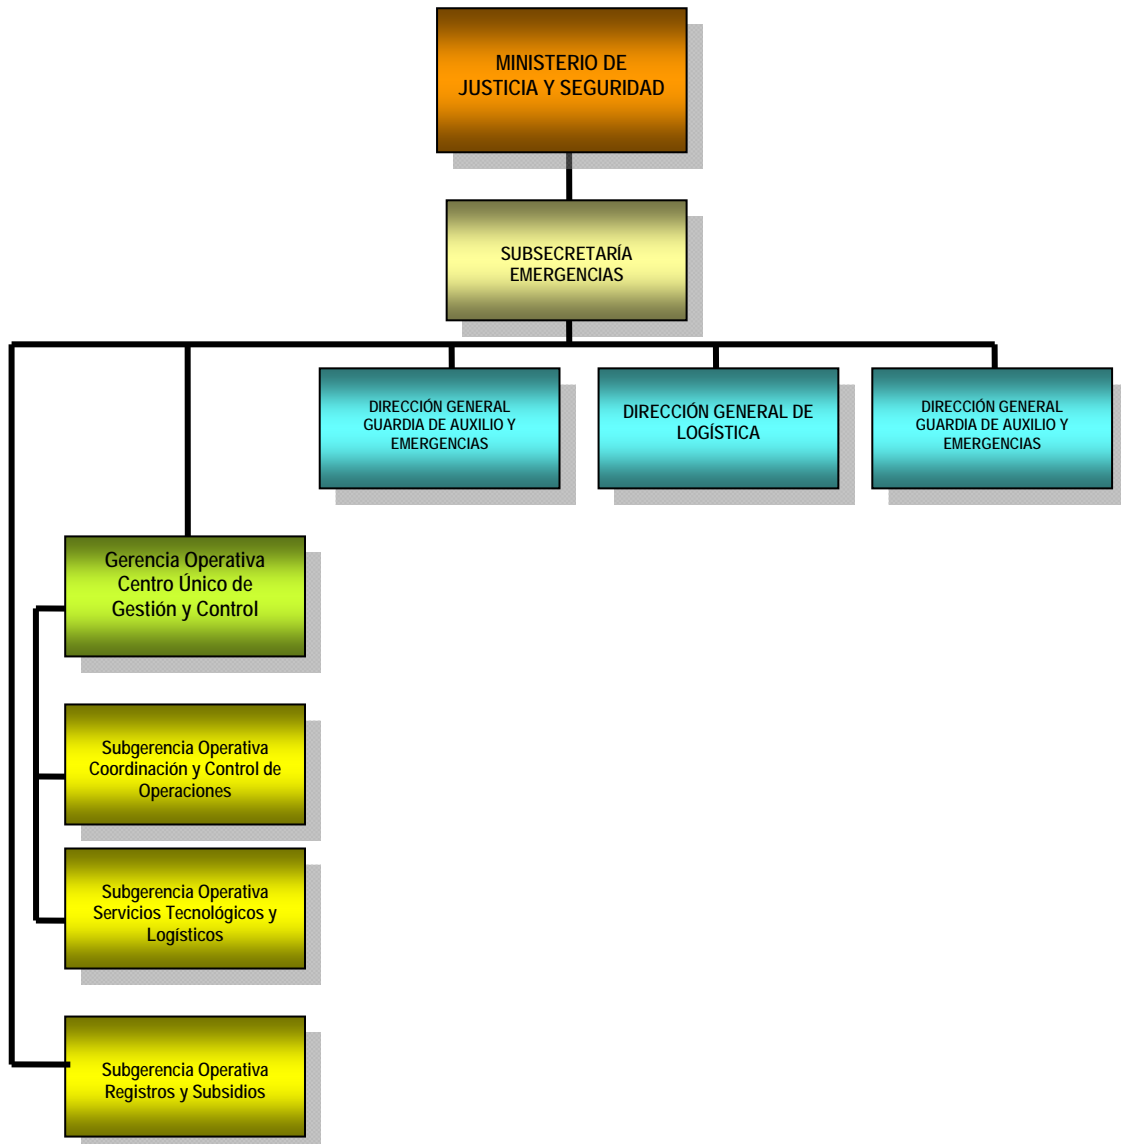 MINISTERIO DE
JUSTICIA Y SEGURIDAD
SUBSECRETARÍA
EMERGENCIAS
DIRECCIÓN GENERAL
GUARDIA DE AUXILIO Y
EMERGENCIAS
DIRECCIÓN GENERAL DE
LOGÍSTICA
DIRECCIÓN GENERAL
GUARDIA DE AUXILIO Y
EMERGENCIAS
Gerencia Operativa
Centro Único de
Gestión y Control
Subgerencia Operativa
Coordinación y Control de
Operaciones
Subgerencia Operativa
Servicios Tecnológicos y
Logísticos
Subgerencia Operativa
Registros y Subsidios